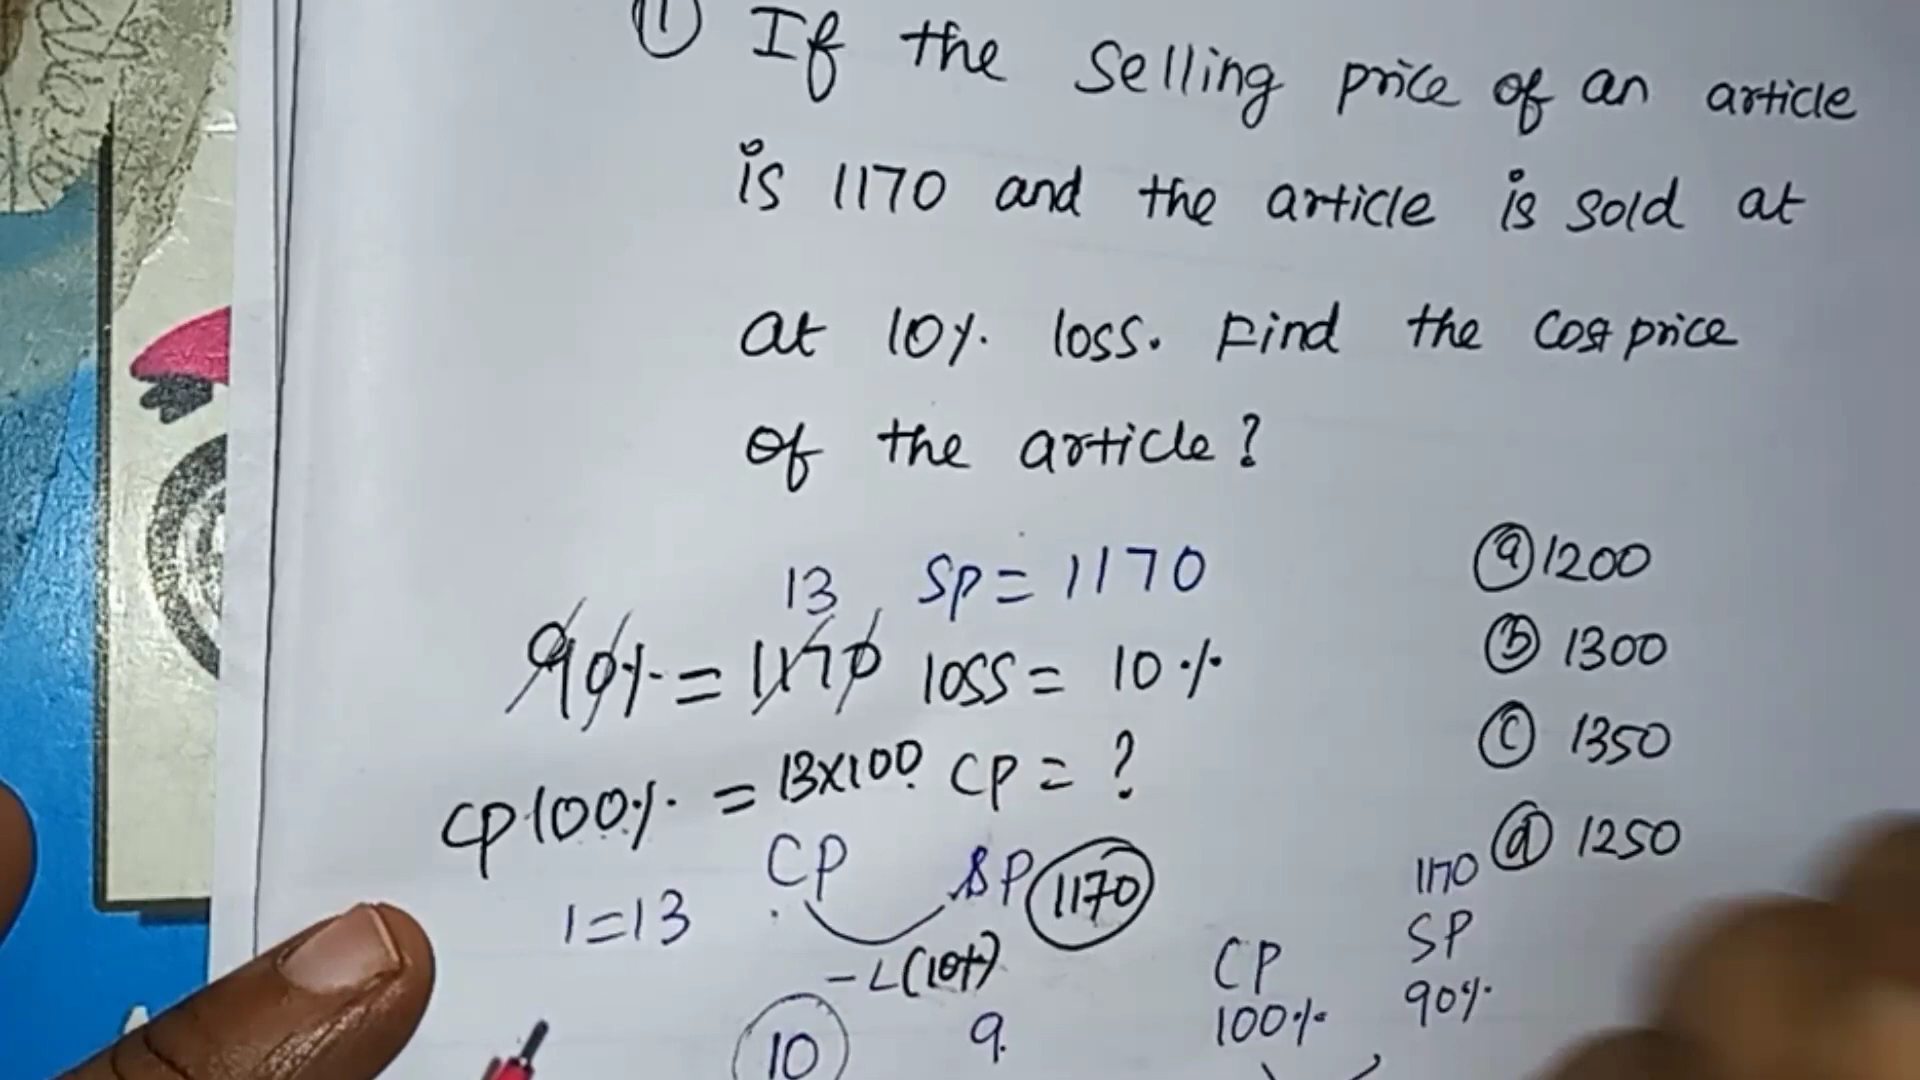 ① If the selling price of an article
is 1170 and the article is sold at
at 10%. loss. Find the cost price
of the article?
13 SP = 1170
90% = 1170 loss = 10%
CP 100% = 13x100 CP = ?
CP SP 1170
1=13
-L(10%)
10 9
ⓐ 1200
ⓑ 1300
ⓒ 1350
ⓓ 1250
1170
CP SP
100% 90%